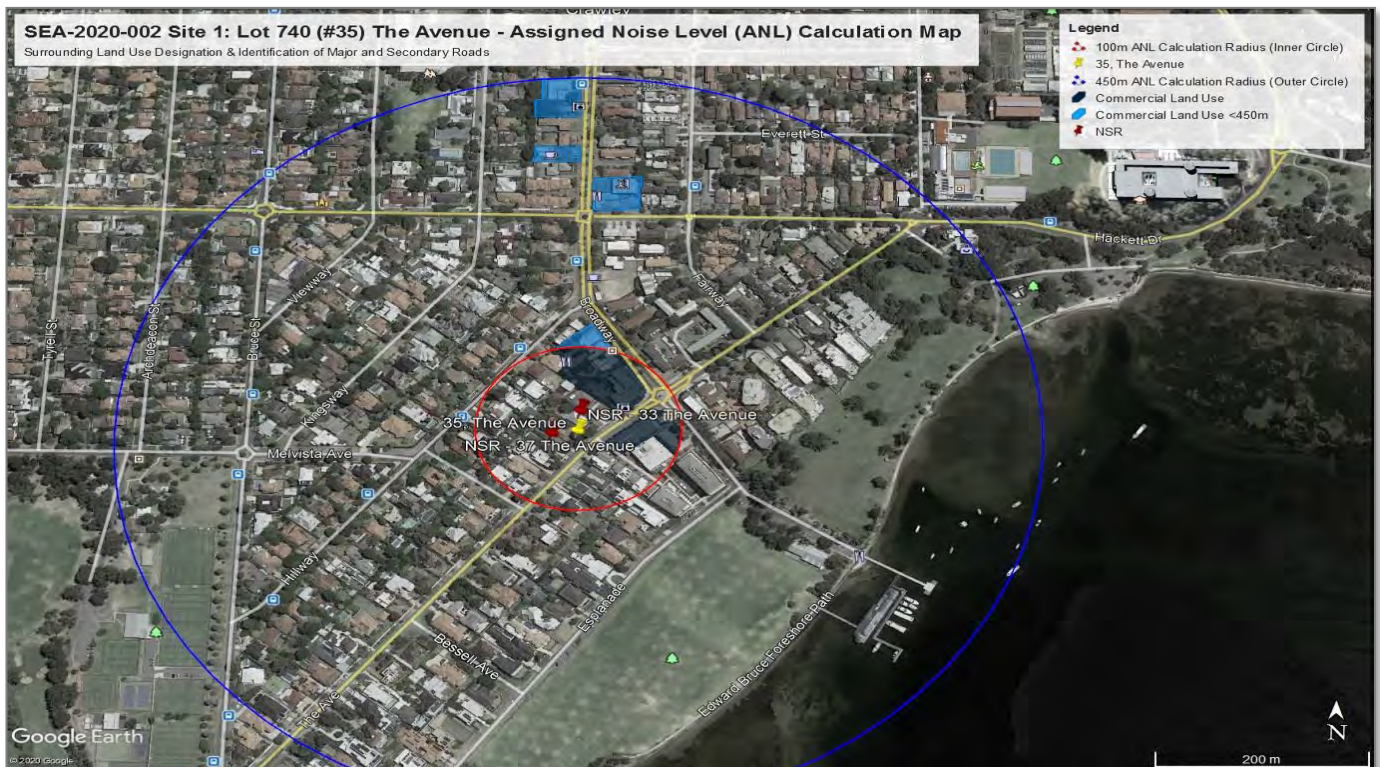 Crawley
SEA-2020-002 Site 1: Lot 740 (#35) The Avenue - Assigned Noise Level (ANL) Calculation Map
Surrounding Land Use Designation & Identification of Major and Secondary Roads
Legend
100m ANL Calculation Radius (Inner Circle)
35, The Avenue
450m ANL Calculation Radius (Outer Circle)
Commercial Land Use
Commercial Land Use <450m
NSR
Everett St
Hackett Dr
Viewway
Fairway
Broadway
Tyrell St
Archdeacon St
Bruce St
Kingsway
NSR - 33 The Avenue
35, The Avenue
NSR - 37 The Avenue
Melvista Ave
Hillway
Esplanade
Bessell Ave
Edward Bruce Foreshore Path
The Ave
N
Google Earth
© 2020 Google
200 m